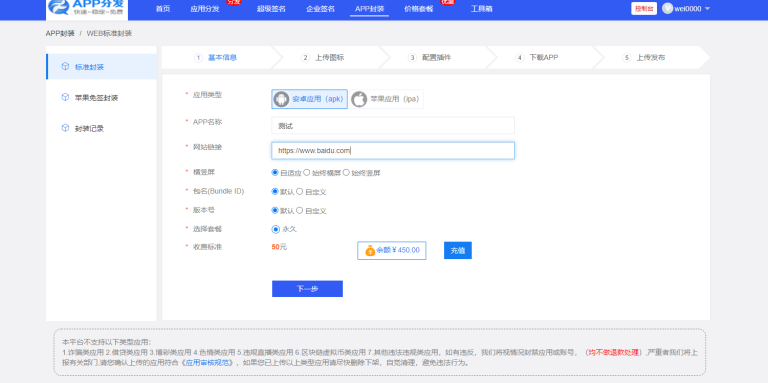 APP分发
快速~稳定~免费
首页 应用分发 分发 超级签名 企业签名 APP封装 价格套餐 优惠 工具箱 控制台 wei0000
APP封装 / WEB标准封装
标准封装
苹果免签封装
封装记录
1 基本信息 2 上传图标 3 配置插件 4 下载APP 5 上传发布
* 应用类型 安卓应用（apk） 苹果应用（ipa）
* APP名称 测试
* 网站链接 https://www.baidu.com
* 横竖屏 自适应 始终横屏 始终竖屏
* 包名(Bundle ID) 默认 自定义
* 版本号 默认 自定义
* 选择套餐 永久
* 收费标准 50元 余额 ¥ 450.00 充值
下一步
本平台不支持以下类型应用：
1.诈骗类应用 2.借贷类应用 3.博彩类应用 4.色情类应用 5.违规直播类应用 6.区块链虚拟币类应用 7.其他违法违规类应用，如有违反，我们将视情况封禁应用或账号，（均不做退款处理）,严重者我们将上
报有关部门,请您确认上传的应用符合《应用审核规范》，如果您已上传以上类型应用请尽快删除下架，自觉清理，避免违法行为。